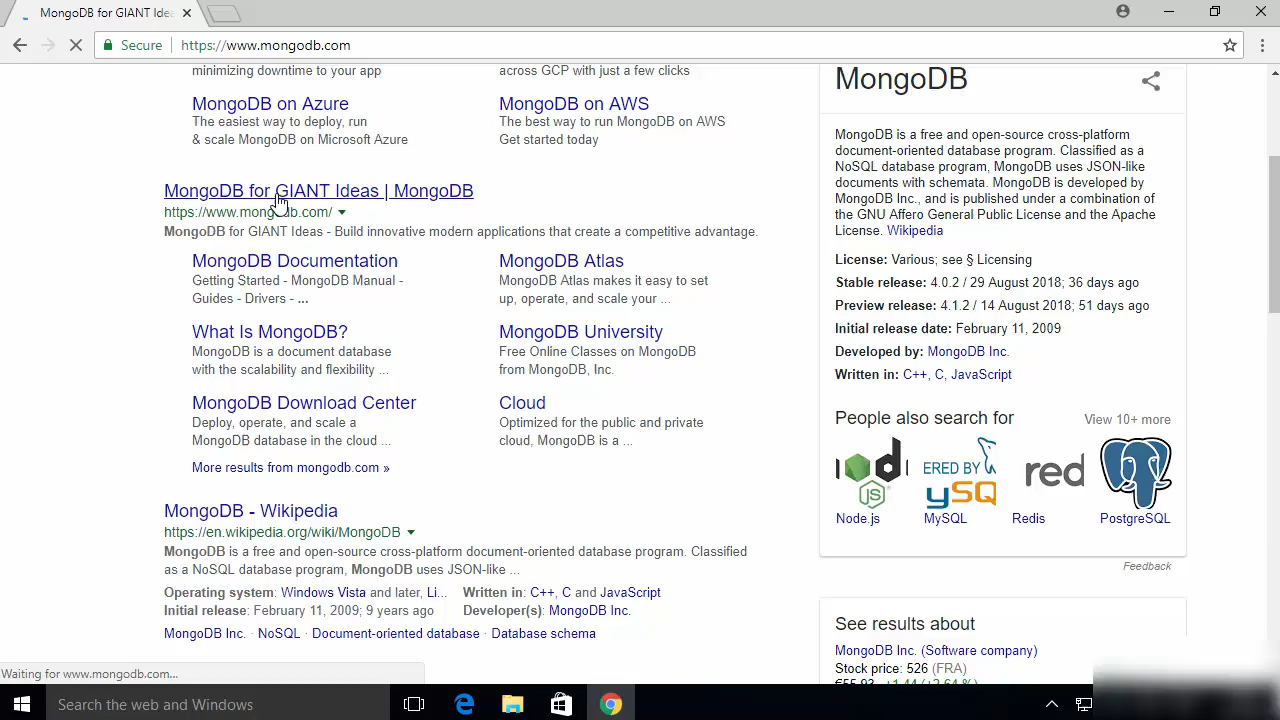 MongoDB for GIANT Idea
Secure
https://www.mongodb.com
minimizing downtime to your app
across GCP with just a few clicks
MongoDB on Azure
The easiest way to deploy, run
& scale MongoDB on Microsoft Azure
MongoDB on AWS
The best way to run MongoDB on AWS
Get started today
MongoDB for GIANT Ideas | MongoDB
https://www.mongodb.com/
MongoDB for GIANT Ideas - Build innovative modern applications that create a competitive advantage.
MongoDB Documentation
Getting Started - MongoDB Manual -
Guides - Drivers - ...
MongoDB Atlas
MongoDB Atlas makes it easy to set
up, operate, and scale your ...
What Is MongoDB?
MongoDB is a document database
with the scalability and flexibility ...
MongoDB University
Free Online Classes on MongoDB
from MongoDB, Inc.
MongoDB Download Center
Deploy, operate, and scale a
MongoDB database in the cloud ...
Cloud
Optimized for the public and private
cloud, MongoDB is a ...
More results from mongodb.com »
MongoDB - Wikipedia
https://en.wikipedia.org/wiki/MongoDB
MongoDB is a free and open-source cross-platform document-oriented database program. Classified
as a NoSQL database program, MongoDB uses JSON-like ...
Operating system: Windows Vista and later, Li...
Written in: C++, C and JavaScript
Initial release: February 11, 2009; 9 years ago
Developer(s): MongoDB Inc.
MongoDB Inc. · NoSQL · Document-oriented database · Database schema
MongoDB
MongoDB is a free and open-source cross-platform
document-oriented database program. Classified as a
NoSQL database program, MongoDB uses JSON-like
documents with schemata. MongoDB is developed by
MongoDB Inc., and is published under a combination of
the GNU Affero General Public License and the Apache
License. Wikipedia
License: Various; see § Licensing
Stable release: 4.0.2 / 29 August 2018; 36 days ago
Preview release: 4.1.2 / 14 August 2018; 51 days ago
Initial release date: February 11, 2009
Developed by: MongoDB Inc.
Written in: C++, C, JavaScript
People also search for
View 10+ more
ERED BY
ySQ
red
JS
Node.js
MySQL
Redis
PostgreSQL
Feedback
See results about
MongoDB Inc. (Software company)
Stock price: 526 (FRA)
€55.93 +1.44 (+2.64 %)
Waiting for www.mongodb.com...
Search the web and Windows